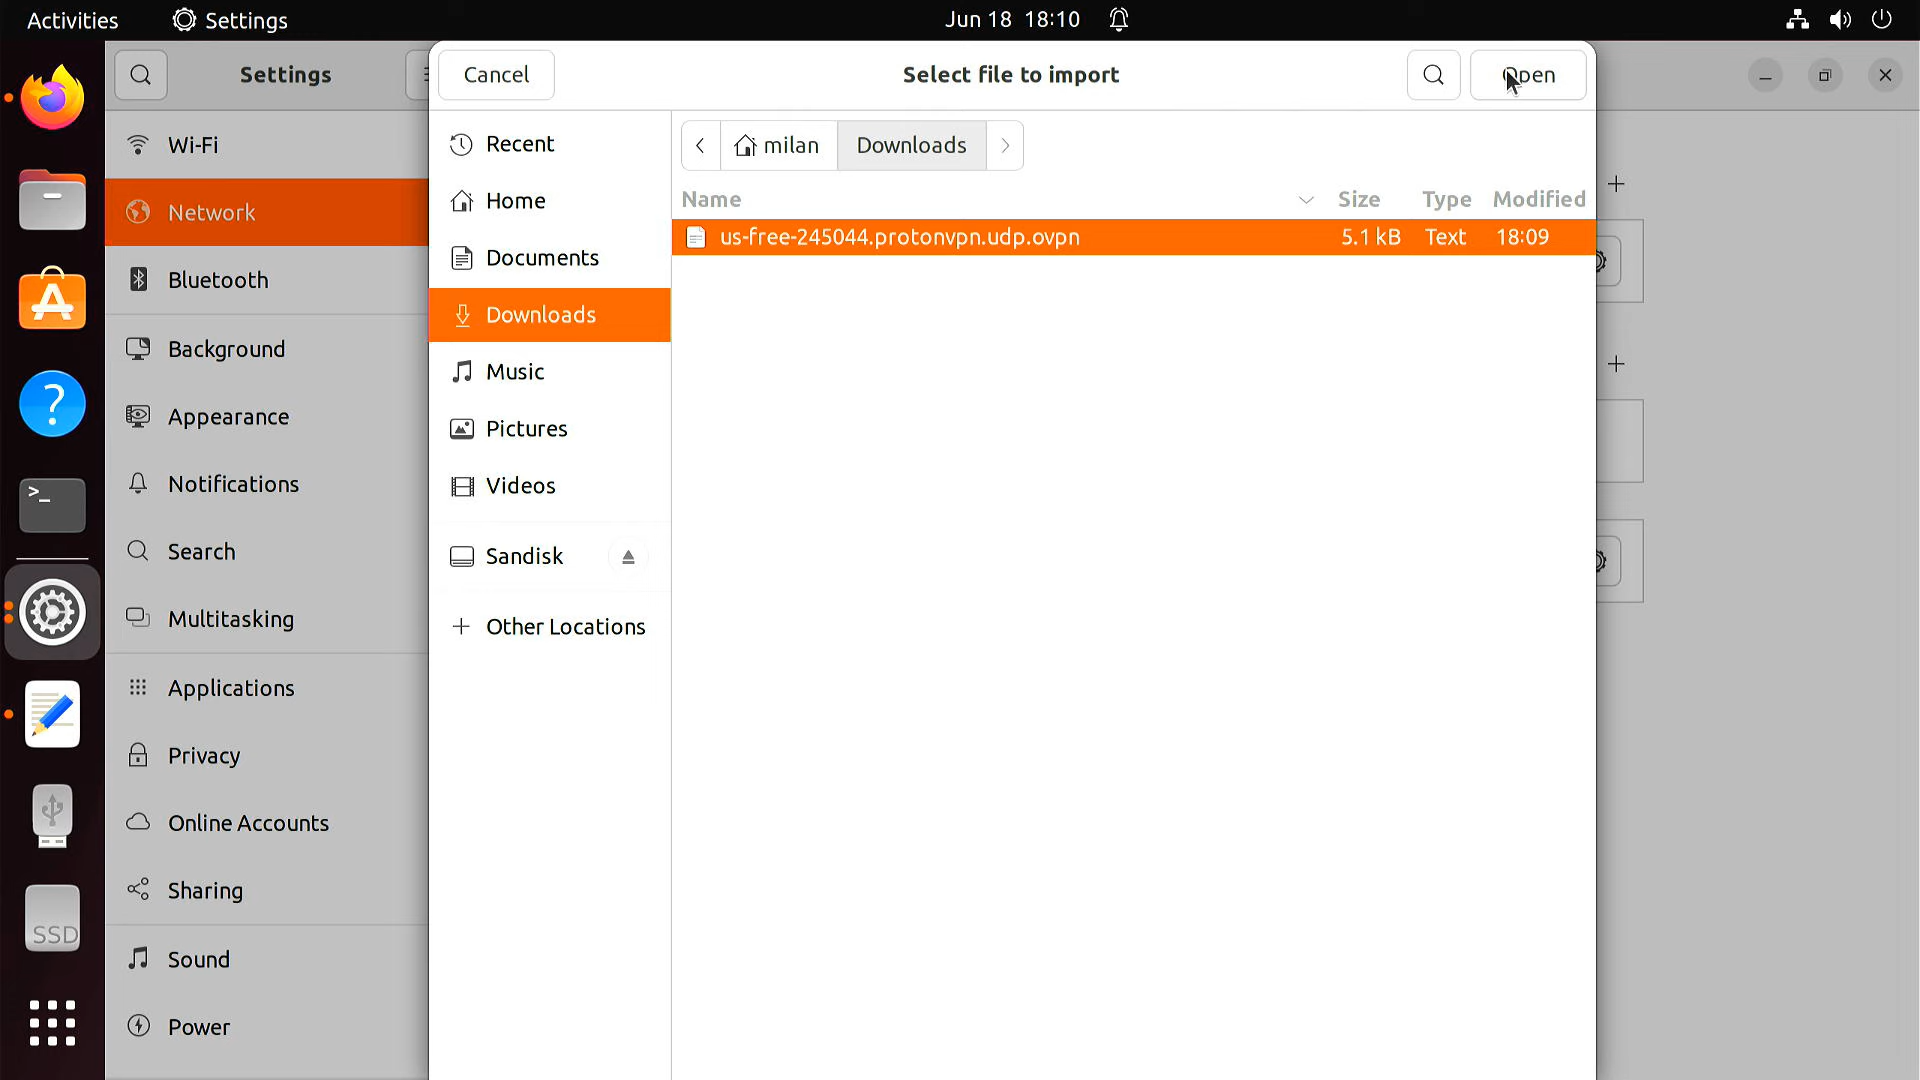 Activities
Settings
Jun 18 18:10
Settings
Cancel
Select file to import
Open
Wi-Fi
Network
Bluetooth
Background
Appearance
Notifications
Search
Multitasking
Applications
Privacy
Online Accounts
Sharing
Sound
Power
Recent
Home
Documents
Downloads
Music
Pictures
Videos
Sandisk
Other Locations
milan
Downloads
Name Size Type Modified
us-free-245044.protonvpn.udp.ovpn 5.1 kB Text 18:09
>_
?
SSD